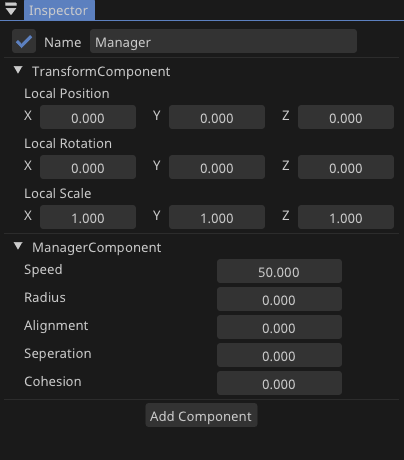 Inspector
Name Manager
TransformComponent
Local Position
X 0.000 Y 0.000 Z 0.000
Local Rotation
X 0.000 Y 0.000 Z 0.000
Local Scale
X 1.000 Y 1.000 Z 1.000
ManagerComponent
Speed 50.000
Radius 0.000
Alignment 0.000
Seperation 0.000
Cohesion 0.000
Add Component